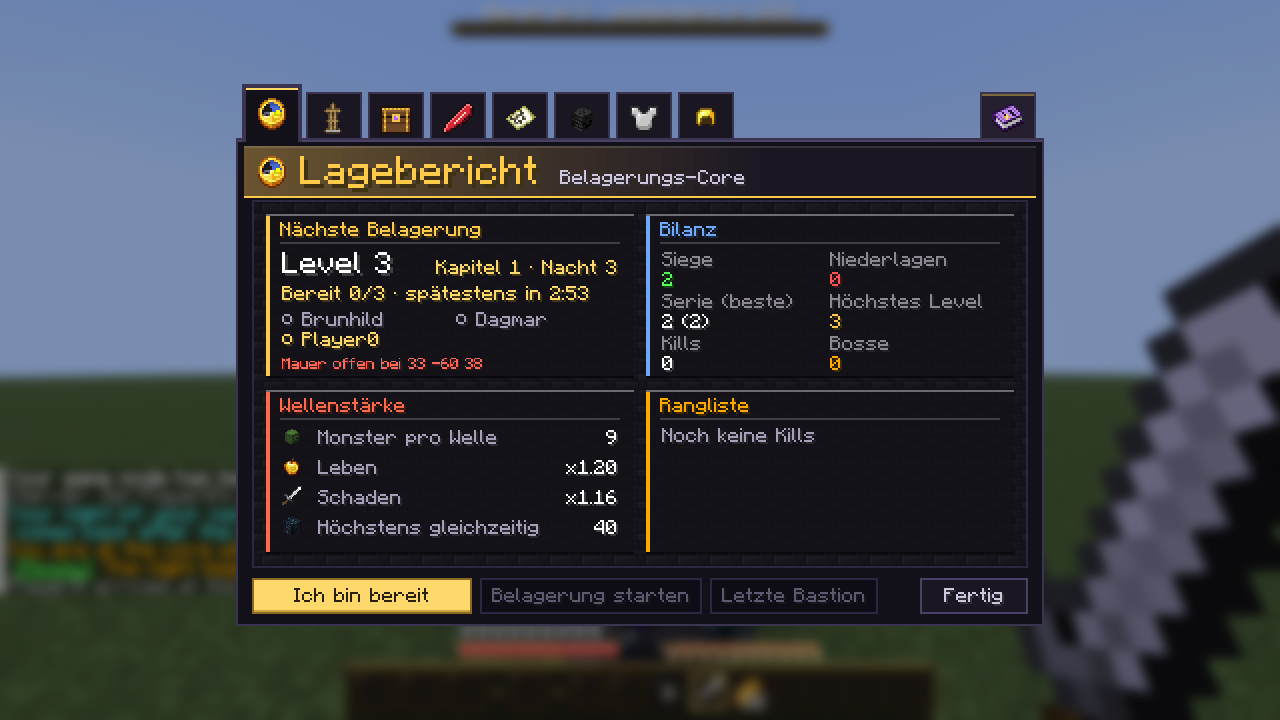 Lagebericht Belagerungs-Core
Nächste Belagerung
Level 3 Kapitel 1 · Nacht 3
Bereit 0/3 · spätestens in 2:53
Brunhild Dagmar
Player0
Mauer offen bei 33 -60 38
Bilanz
Siege Niederlagen
2 0
Serie (beste) Höchstes Level
2 (2) 3
Kills Bosse
0 0
Wellenstärke
Monster pro Welle 9
Leben x1.20
Schaden x1.16
Höchstens gleichzeitig 40
Rangliste
Noch keine Kills
Ich bin bereit Belagerung starten Letzte Bastion Fertig